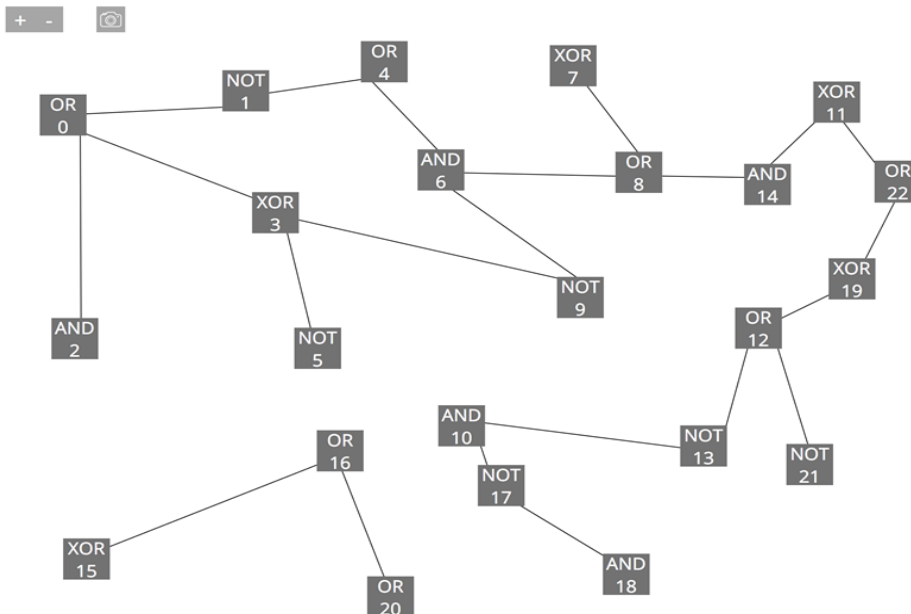 + -
OR
4
XOR
7
NOT
1
XOR
11
OR
0
AND
6
OR
8
AND
14
OR
22
XOR
3
XOR
19
NOT
9
AND
2
NOT
5
OR
12
AND
10
OR
16
NOT
13
NOT
21
NOT
17
XOR
15
AND
18
OR
20